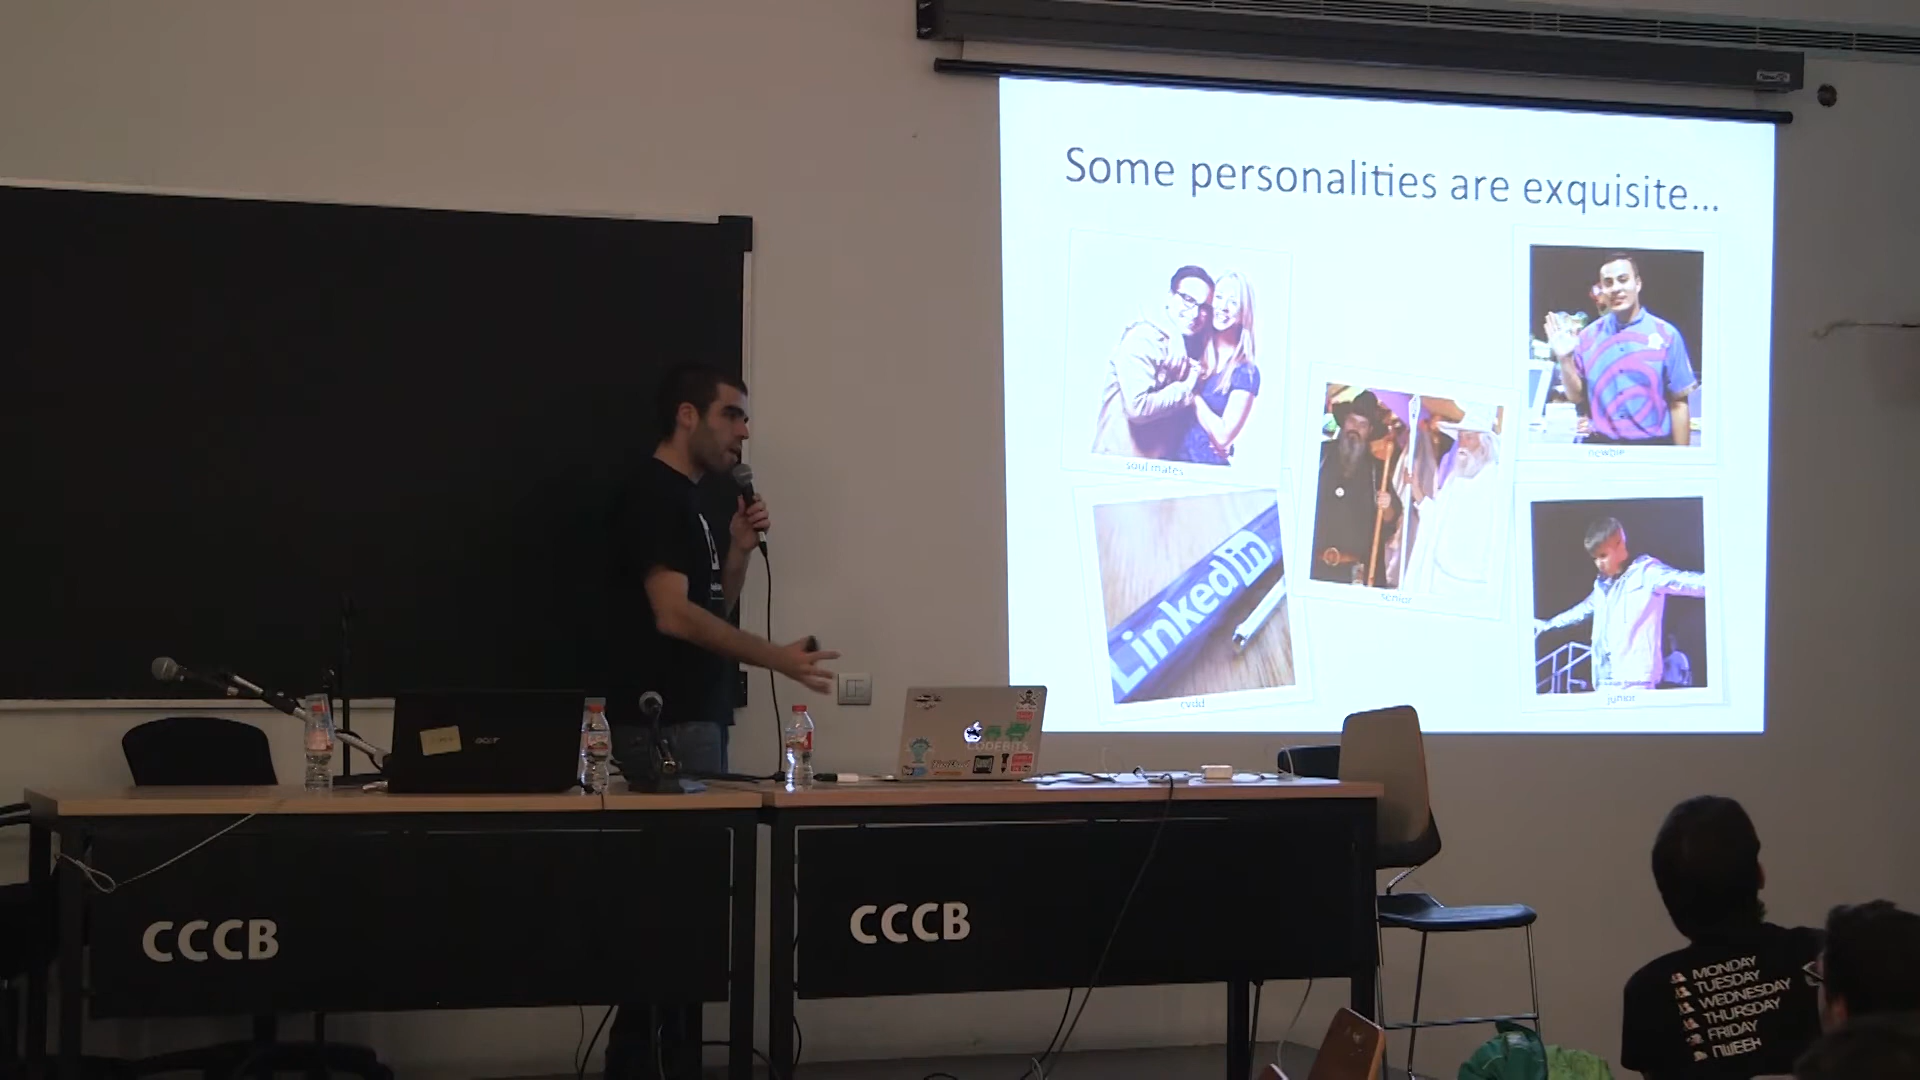 Some personalities are exquisite...
soul mates
newbie
senior
LinkedIn
cvdd
junior
acer
CODEBITS
CCCB
CCCB
MONDAY
TUESDAY
WEDNESDAY
THURSDAY
FRIDAY